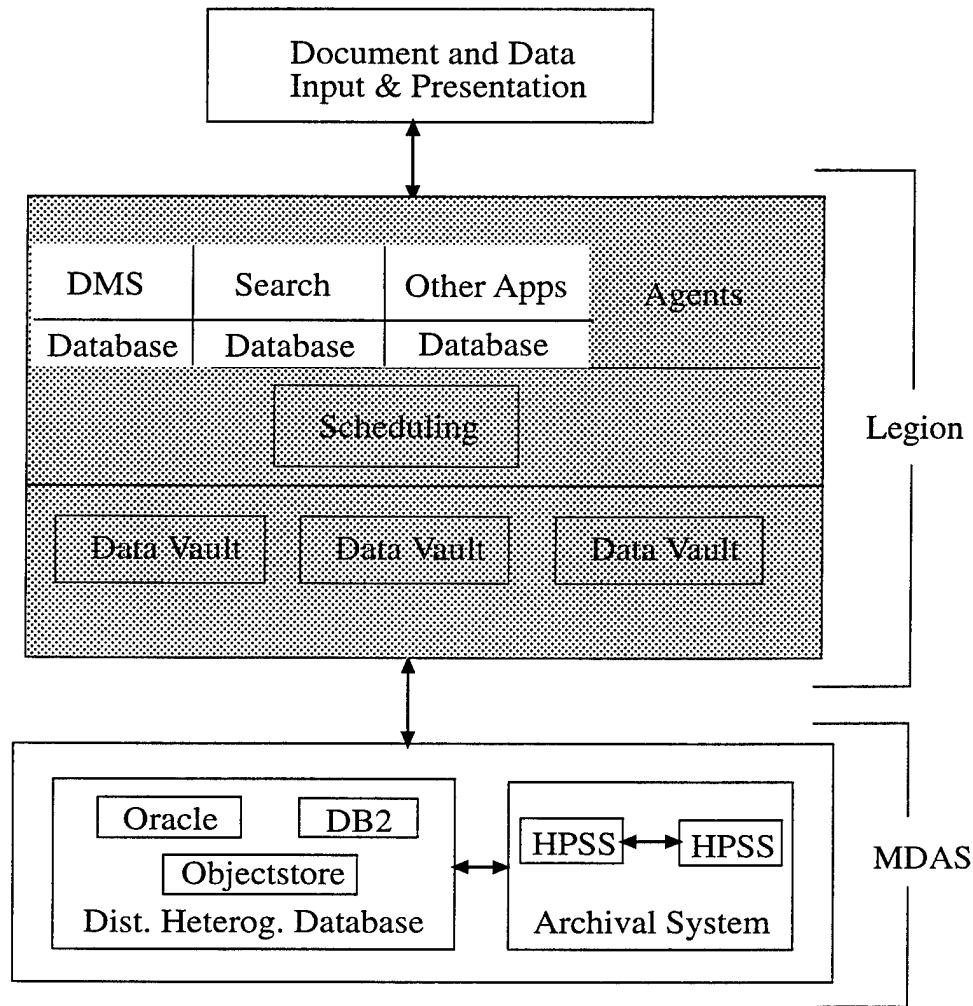 Document and Data
Input & Presentation
DMS
Search
Other Apps
Agents
Database
Database
Database
Scheduling
Legion
Data Vault
Data Vault
Data Vault
Oracle
DB2
Objectstore
Dist. Heterog. Database
HPSS
HPSS
Archival System
MDAS